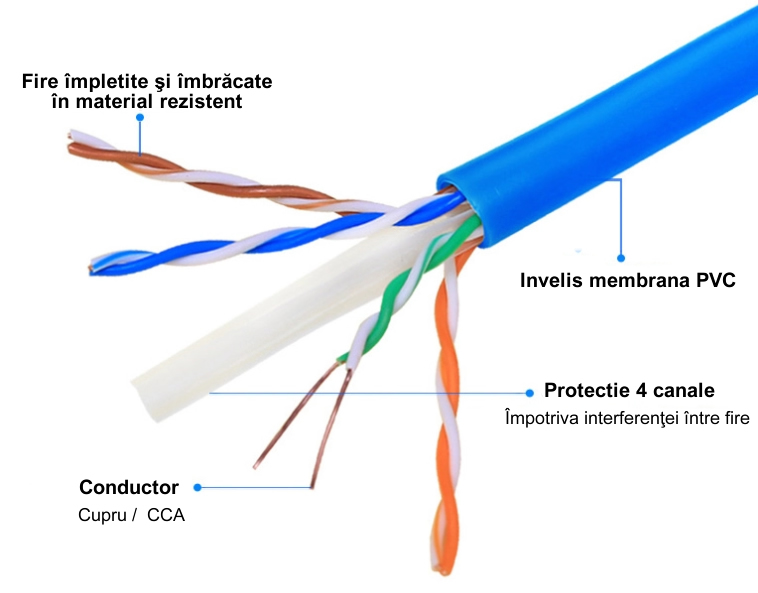 Fire împletite şi îmbrăcate
în material rezistent
Invelis membrana PVC
Protectie 4 canale
Împotriva interferenţei între fire
Conductor
Cupru / CCA